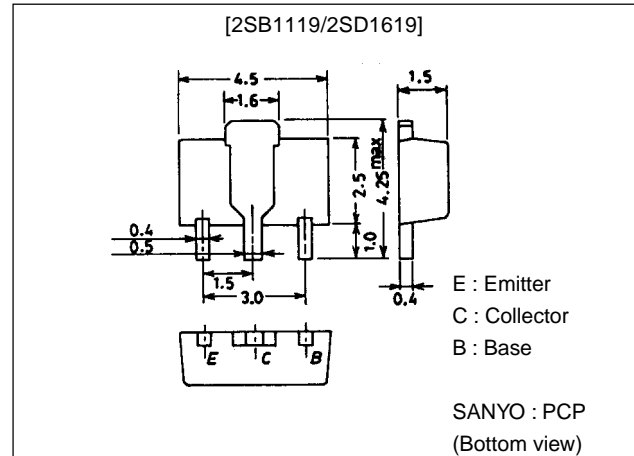 [2SB1119/2SD1619]
4.5
1.6
1.5
2.5
4.25max
1.0
0.4
0.5
1.5
3.0
0.4
E : Emitter
C : Collector
B : Base
E
C
B
SANYO : PCP
(Bottom view)